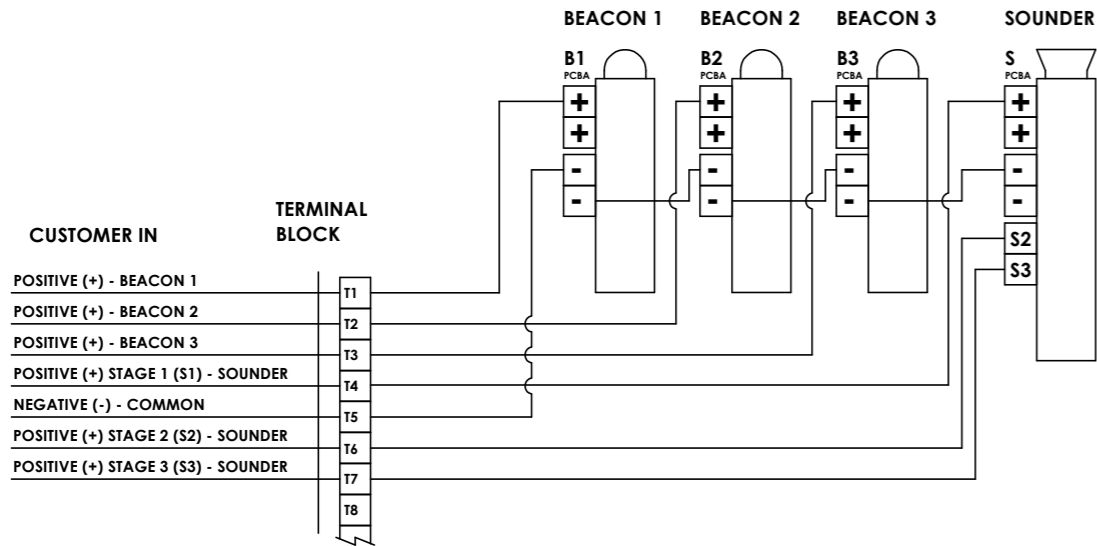 BEACON 1 BEACON 2 BEACON 3 SOUNDER
B1 B2 B3 S
PCBA PCBA PCBA PCBA
+ + + +
+ + + +
- - - -
- - - -
S2
S3
CUSTOMER IN
TERMINAL
BLOCK
POSITIVE (+) - BEACON 1
T1
POSITIVE (+) - BEACON 2
T2
POSITIVE (+) - BEACON 3
T3
POSITIVE (+) STAGE 1 (S1) - SOUNDER
T4
NEGATIVE (-) - COMMON
T5
POSITIVE (+) STAGE 2 (S2) - SOUNDER
T6
POSITIVE (+) STAGE 3 (S3) - SOUNDER
T7
T8